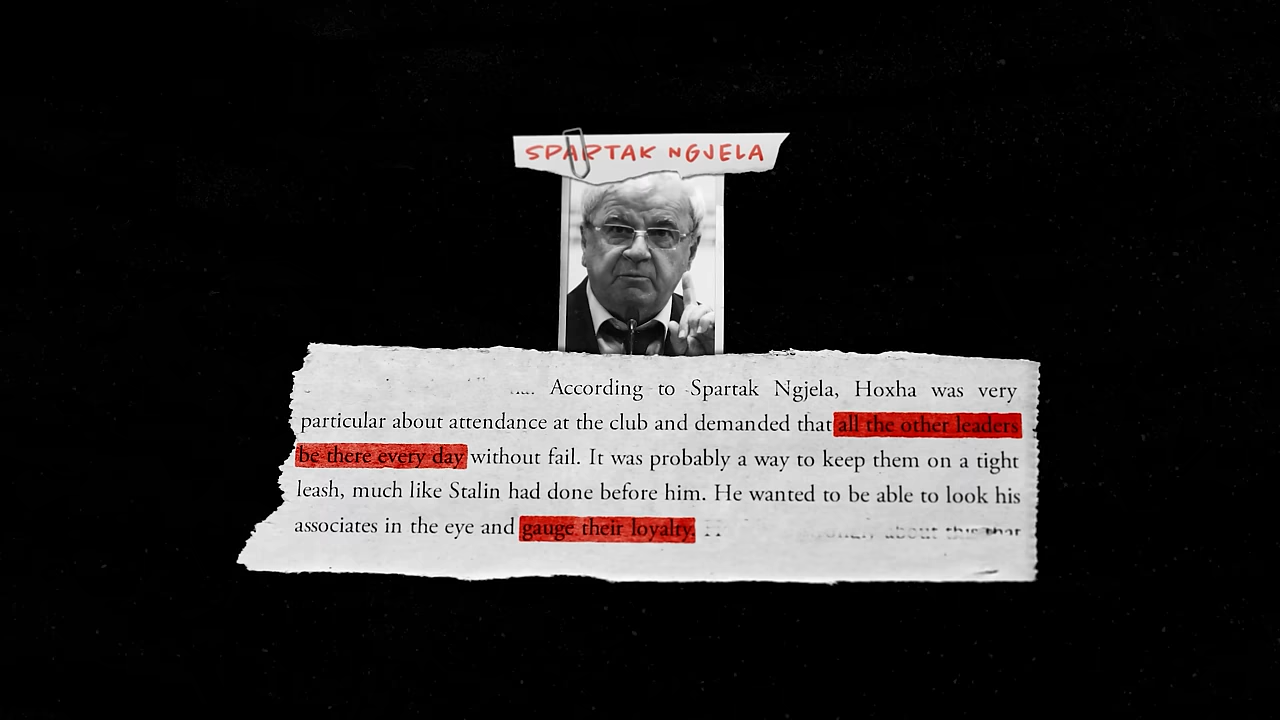 SPARTAK NGJELA
According to Spartak Ngjela, Hoxha was very
particular about attendance at the club and demanded that all the other leaders
be there every day without fail. It was probably a way to keep them on a tight
leash, much like Stalin had done before him. He wanted to be able to look his
associates in the eye and gauge their loyalty. about this that